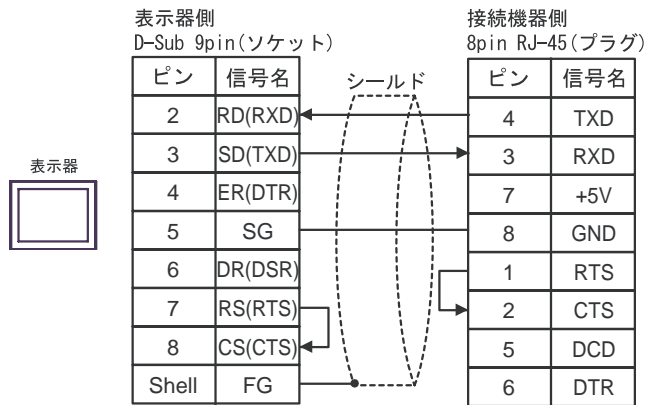 表示器側
D-Sub 9pin(ソケット)
接続機器側
8pin RJ-45(プラグ)
表示器
シールド
ピン 信号名
2 RD(RXD)
3 SD(TXD)
4 ER(DTR)
5 SG
6 DR(DSR)
7 RS(RTS)
8 CS(CTS)
Shell FG
ピン 信号名
4 TXD
3 RXD
7 +5V
8 GND
1 RTS
2 CTS
5 DCD
6 DTR